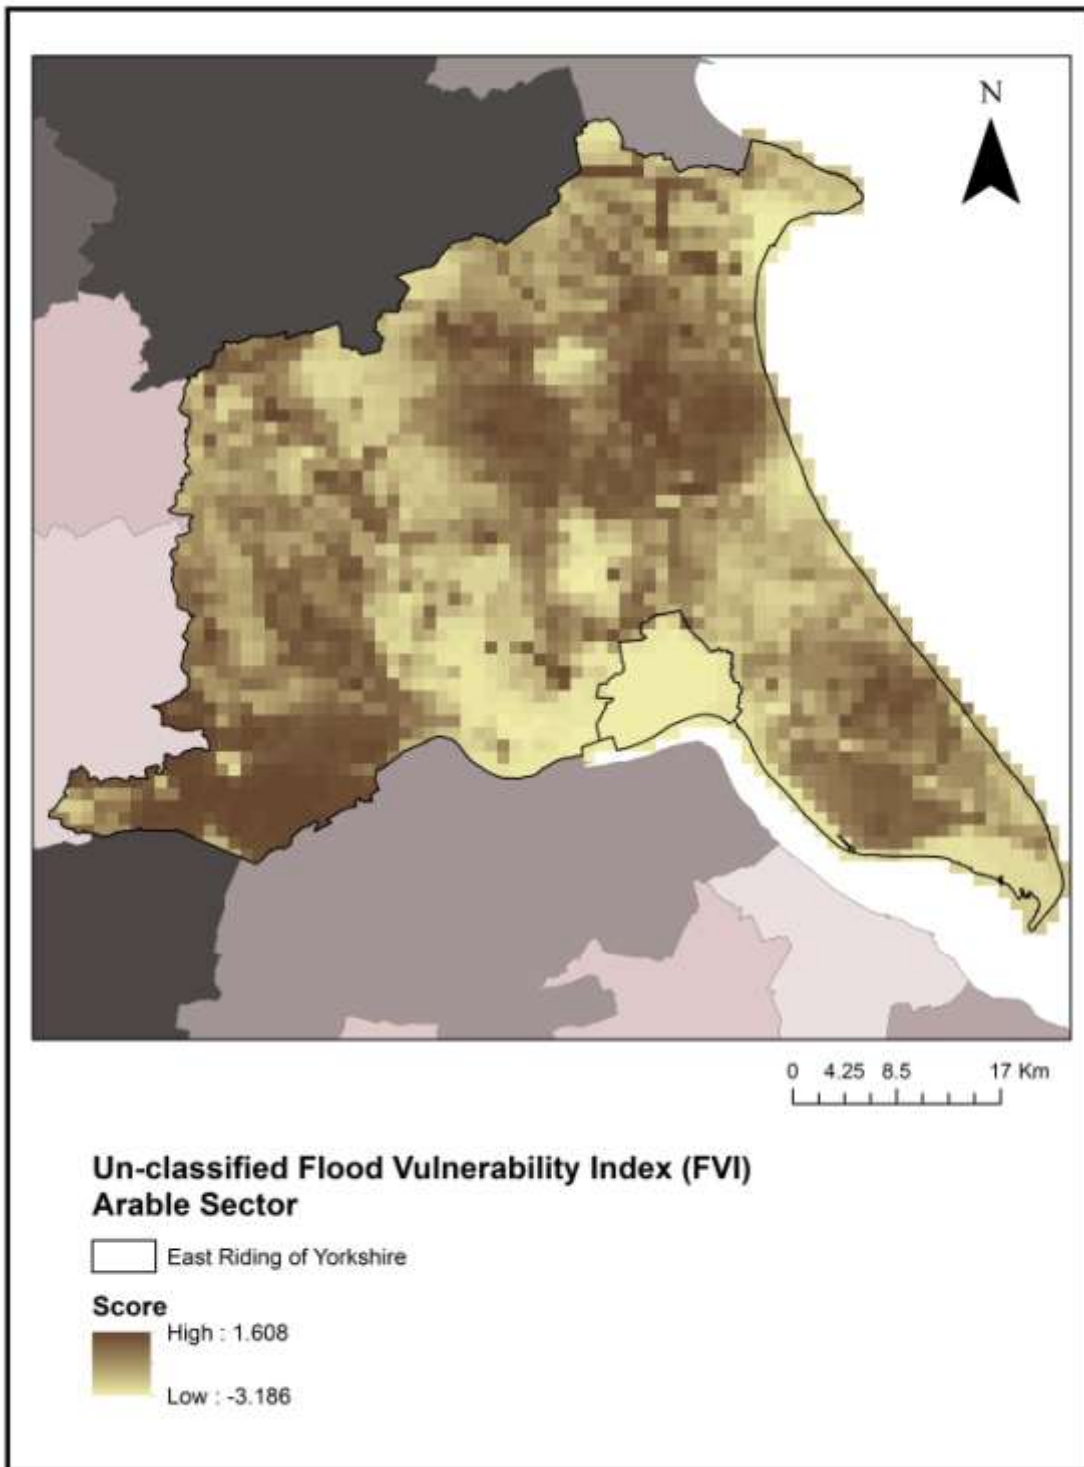 N
0 4.25 8.5 17 Km
Un-classified Flood Vulnerability Index (FVI)
Arable Sector
East Riding of Yorkshire
Score
High : 1.608
Low : -3.186